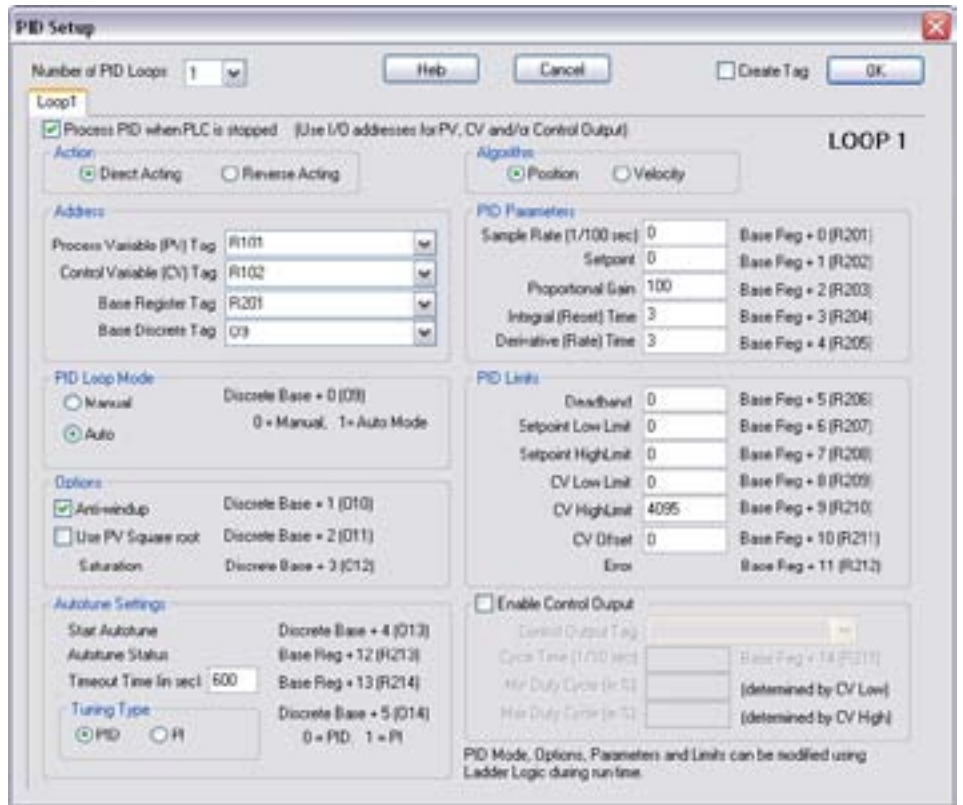 PID Setup
Number of PID Loops 1 Help Cancel Create Tag OK
Loop1
Process PID when PLC is stopped (Use I/O addresses for PV, CV and/or Control Output)
LOOP 1
Action
Direct Acting Reverse Acting
Algorithm
Position Velocity
Address
Process Variable (PV) Tag R101
Control Variable (CV) Tag R102
Base Register Tag R201
Base Discrete Tag O9
PID Parameters
Sample Rate (1/100 sec) 0 Base Reg + 0 (R201)
Setpoint 0 Base Reg + 1 (R202)
Proportional Gain 100 Base Reg + 2 (R203)
Integral (Reset) Time 3 Base Reg + 3 (R204)
Derivative (Rate) Time 3 Base Reg + 4 (R205)
PID Loop Mode
Manual Discrete Base + 0 (O9)
Auto 0 = Manual, 1= Auto Mode
PID Limits
Deadband 0 Base Reg + 5 (R206)
Setpoint Low Limit 0 Base Reg + 6 (R207)
Setpoint HighLimit 0 Base Reg + 7 (R208)
CV Low Limit 0 Base Reg + 8 (R209)
CV HighLimit 4095 Base Reg + 9 (R210)
CV Offset 0 Base Reg + 10 (R211)
Error Base Reg + 11 (R212)
Options
Anti-windup Discrete Base + 1 (O10)
Use PV Square root Discrete Base + 2 (O11)
Saturation Discrete Base + 3 (O12)
Autotune Settings
Start Autotune Discrete Base + 4 (O13)
Autotune Status Base Reg + 12 (R213)
Timeout Time (in sec) 600 Base Reg + 13 (R214)
Tuning Type Discrete Base + 5 (O14)
PID PI 0 = PID, 1 = PI
Enable Control Output
Control Output Tag
Cycle Time (1/10 sec) Base Reg + 14 (R215)
Min Duty Cycle (in %) (determined by CV Low)
Max Duty Cycle (in %) (determined by CV High)
PID Mode, Options, Parameters and Limits can be modified using
Ladder Logic during run time.